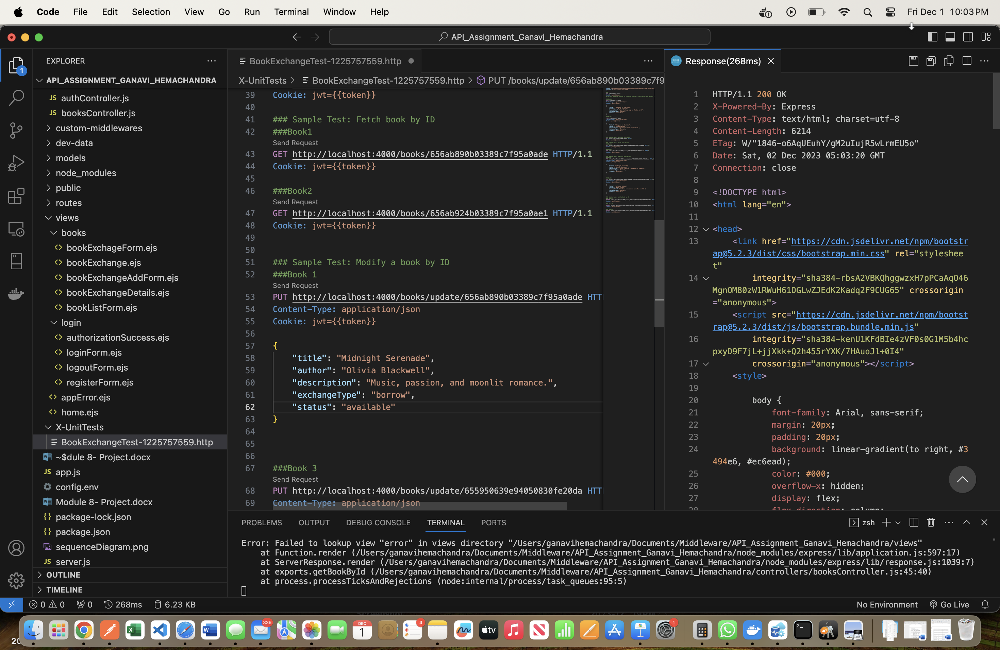 Code File Edit Selection View Go Run Terminal Window Help Fri Dec 1 10:03 PM
API_Assignment_Ganavi_Hemachandra
EXPLORER
1
API_ASSIGNMENT_GANAVI_HEMACHANDRA
JS authController.js
JS booksController.js
custom-middlewares
dev-data
models
node_modules
public
routes
views
books
<> bookExchageForm.ejs
<> bookExchange.ejs
<> bookExchangeAddForm.ejs
<> bookExchangeDetails.ejs
<> bookListForm.ejs
login
<> authorizationSuccess.ejs
<> loginForm.ejs
<> logoutForm.ejs
<> registerForm.ejs
<> appError.ejs
<> home.ejs
X-UnitTests
BookExchangeTest-1225757559.http
~$dule 8- Project.docx
JS app.js
config.env
Module 8- Project.docx
{} package-lock.json
{} package.json
sequenceDiagram.png
JS server.js
OUTLINE
TIMELINE
BookExchangeTest-1225757559.http
X-UnitTests > BookExchangeTest-1225757559.http > PUT /books/update/656ab890b03389c7f9
39 Cookie: jwt={{token}}
40
41 ### Sample Test: Fetch book by ID
42 ###Book1
Send Request
43 GET http://localhost:4000/books/656ab890b03389c7f95a0ade HTTP/1.1
44 Cookie: jwt={{token}}
45
46 ###Book2
Send Request
47 GET http://localhost:4000/books/656ab924b03389c7f95a0ae1 HTTP/1.1
48 Cookie: jwt={{token}}
49
50
51 ### Sample Test: Modify a book by ID
52 ###Book 1
Send Request
53 PUT http://localhost:4000/books/update/656ab890b03389c7f95a0ade HTT
54 Content-Type: application/json
55 Cookie: jwt={{token}}
56
57 {
58 "title": "Midnight Serenade",
59 "author": "Olivia Blackwell",
60 "description": "Music, passion, and moonlit romance.",
61 "exchangeType": "borrow",
62 "status": "available"
63 }
64
65
66
67 ###Book 3
Send Request
68 PUT http://localhost:4000/books/update/655950639e94050830fe20da HTT
69 Content-Type: application/json
Response(268ms)
1 HTTP/1.1 200 OK
2 X-Powered-By: Express
3 Content-Type: text/html; charset=utf-8
4 Content-Length: 6214
5 ETag: W/"1846-o6AqUEuhY/gM2uIujR5wLrmEU5o"
6 Date: Sat, 02 Dec 2023 05:03:20 GMT
7 Connection: close
8
9 <!DOCTYPE html>
10 <html lang="en">
11
12 <head>
13 <link href="https://cdn.jsdelivr.net/npm/bootstr
ap@5.2.3/dist/css/bootstrap.min.css" rel="styleshee
t"
14 integrity="sha384-rbsA2VBKQhggwzxH7pPCaAqO46
MgnOM80zW1RWuH61DGLwZJEdK2Kadq2F9CUG65" crossorigin
="anonymous">
15 <script src="https://cdn.jsdelivr.net/npm/bootst
rap@5.2.3/dist/js/bootstrap.bundle.min.js"
16 integrity="sha384-kenU1KFdBIe4zVF0s0G1M5b4hc
pxyD9F7jL+jjXkk+Q2h455rYXK/7HAuoJl+0I4"
17 crossorigin="anonymous"></script>
18 <style>
19
20 body {
21 font-family: Arial, sans-serif;
22 margin: 20px;
23 padding: 20px;
24 background: linear-gradient(to right, #3
494e6, #ec6ead);
25 color: #000;
26 overflow-x: hidden;
27 display: flex;
28 flex-direction: column;
PROBLEMS OUTPUT DEBUG CONSOLE TERMINAL PORTS zsh
Error: Failed to lookup view "error" in views directory "/Users/ganavihemachandra/Documents/Middleware/API_Assignment_Ganavi_Hemachandra/views"
at Function.render (/Users/ganavihemachandra/Documents/Middleware/API_Assignment_Ganavi_Hemachandra/node_modules/express/lib/application.js:597:17)
at ServerResponse.render (/Users/ganavihemachandra/Documents/Middleware/API_Assignment_Ganavi_Hemachandra/node_modules/express/lib/response.js:1039:7)
at exports.getBookById (/Users/ganavihemachandra/Documents/Middleware/API_Assignment_Ganavi_Hemachandra/controllers/booksController.js:45:40)
at process.processTicksAndRejections (node:internal/process/task_queues:95:5)
0 0 0 268ms 6.23 KB No Environment Go Live
336
DEC
1
4
tv
1
20